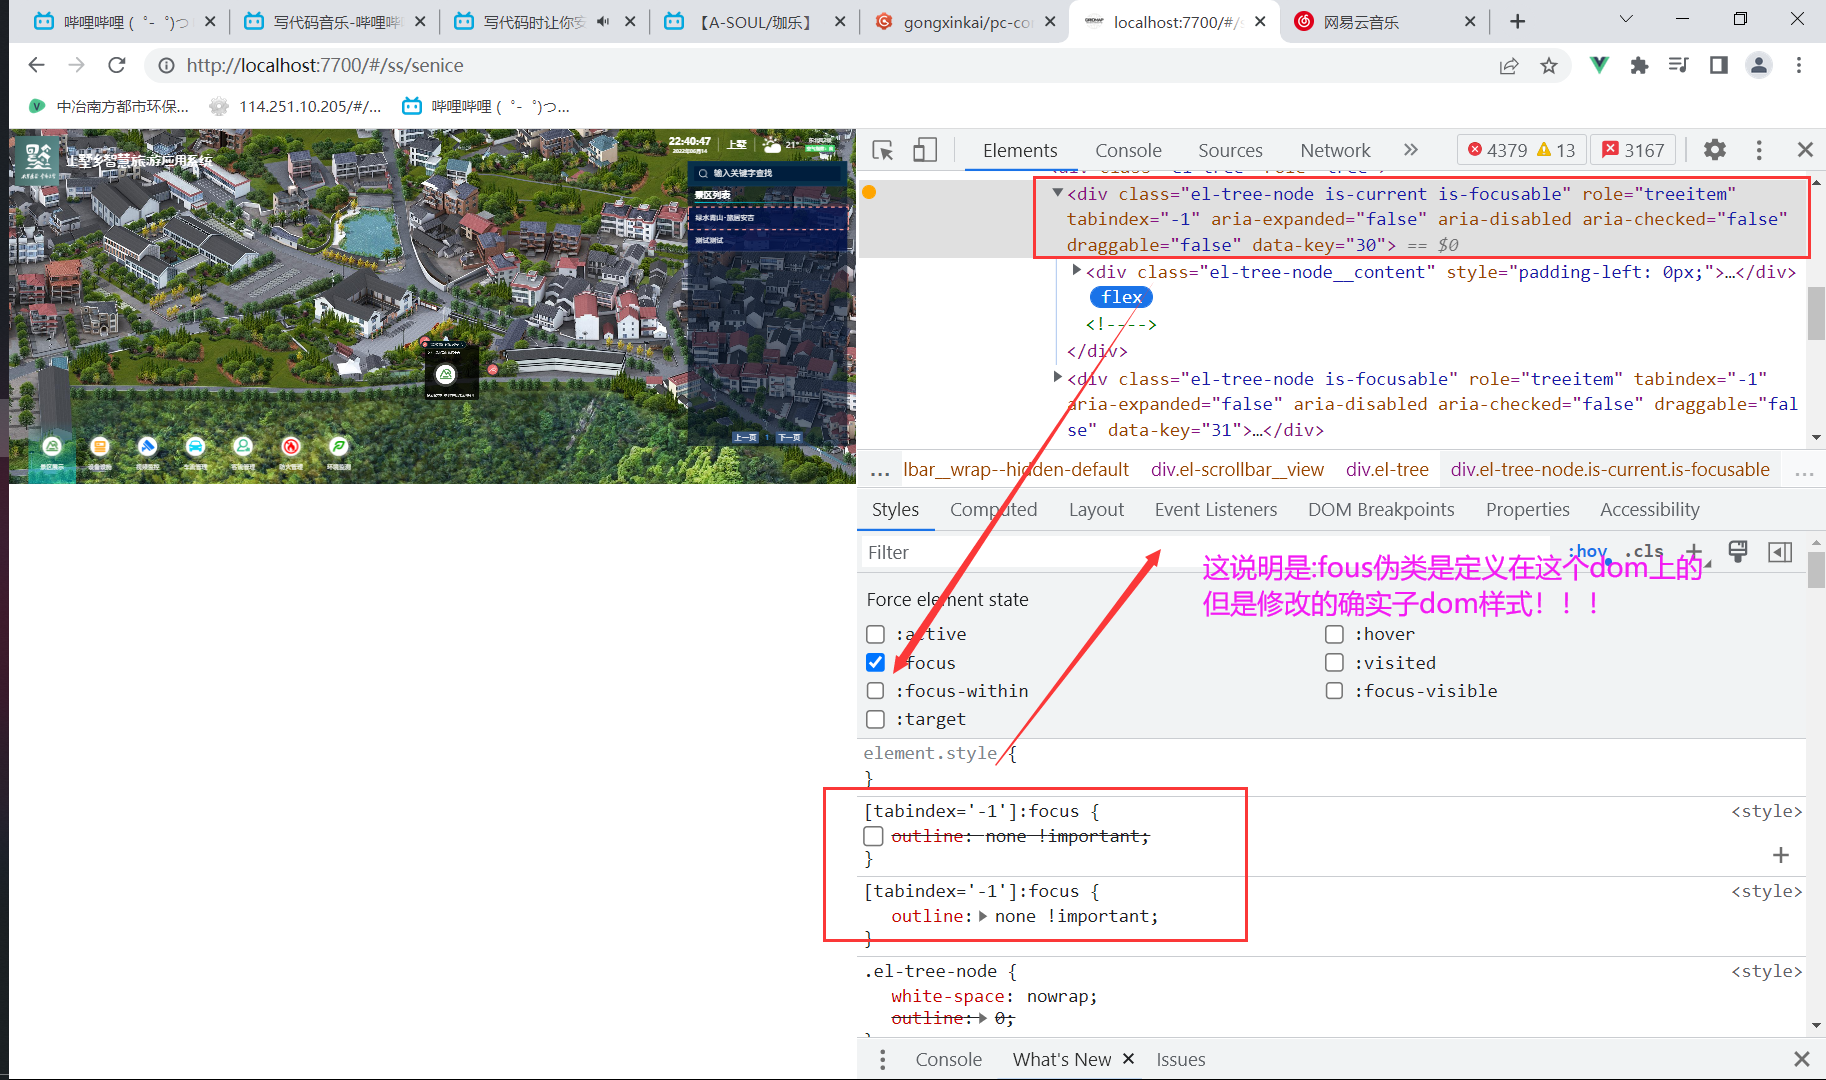 哔哩哔哩 (゜-゜)つ
写代码音乐-哔哩哔
写代码时让你安
【A-SOUL/珈乐】
gongxinkai/pc-co
localhost:7700/#/s
网易云音乐
http://localhost:7700/#/ss/senice
中冶南方都市环保...
114.251.10.205/#/...
哔哩哔哩 (゜-゜)つ...
上墅乡智慧旅游应用系统
22:40:47
上墅
21°
输入关键字查找
景区列表
绿水青山·旅居安吉
测试测试
上一页 1 下一页
Elements Console Sources Network » 4379 13 3167
<div class="el-tree-node is-current is-focusable" role="treeitem"
tabindex="-1" aria-expanded="false" aria-disabled aria-checked="false"
draggable="false" data-key="30"> == $0
<div class="el-tree-node__content" style="padding-left: 0px;">…</div>
flex
<!---->
</div>
<div class="el-tree-node is-focusable" role="treeitem" tabindex="-1"
aria-expanded="false" aria-disabled aria-checked="false" draggable="fal
se" data-key="31">…</div>
... lbar__wrap--hidden-default div.el-scrollbar__view div.el-tree div.el-tree-node.is-current.is-focusable ...
Styles Computed Layout Event Listeners DOM Breakpoints Properties Accessibility
Filter
:hov .cls
这说明是:fous伪类是定义在这个dom上的
但是修改的确实子dom样式！！！
Force element state
:active
:hover
:focus
:visited
:focus-within
:focus-visible
:target
element.style {
}
[tabindex='-1']:focus {
<style>
outline: none !important;
}
[tabindex='-1']:focus {
<style>
outline: none !important;
}
.el-tree-node {
<style>
white-space: nowrap;
outline: 0;
Console What's New Issues